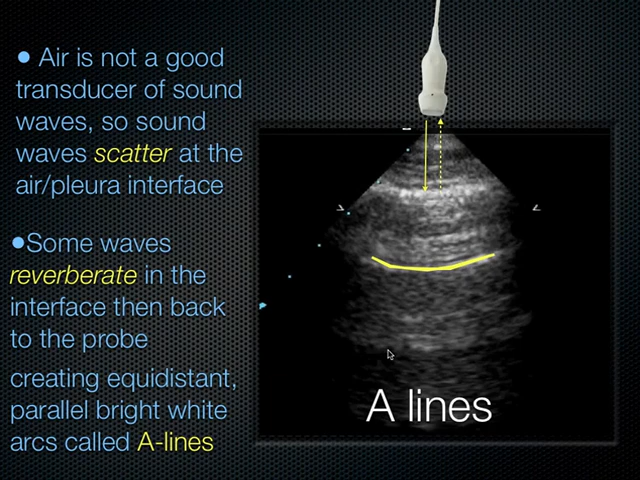 ● Air is not a good
transducer of sound
waves, so sound
waves scatter at the
air/pleura interface
●Some waves
reverberate in the
interface then back
to the probe
creating equidistant,
parallel bright white
arcs called A-lines
A lines